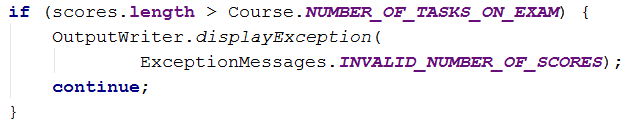 if (scores.length > Course.NUMBER_OF_TASKS_ON_EXAM) {
    OutputWriter.displayException(
            ExceptionMessages.INVALID_NUMBER_OF_SCORES);
    continue;
}